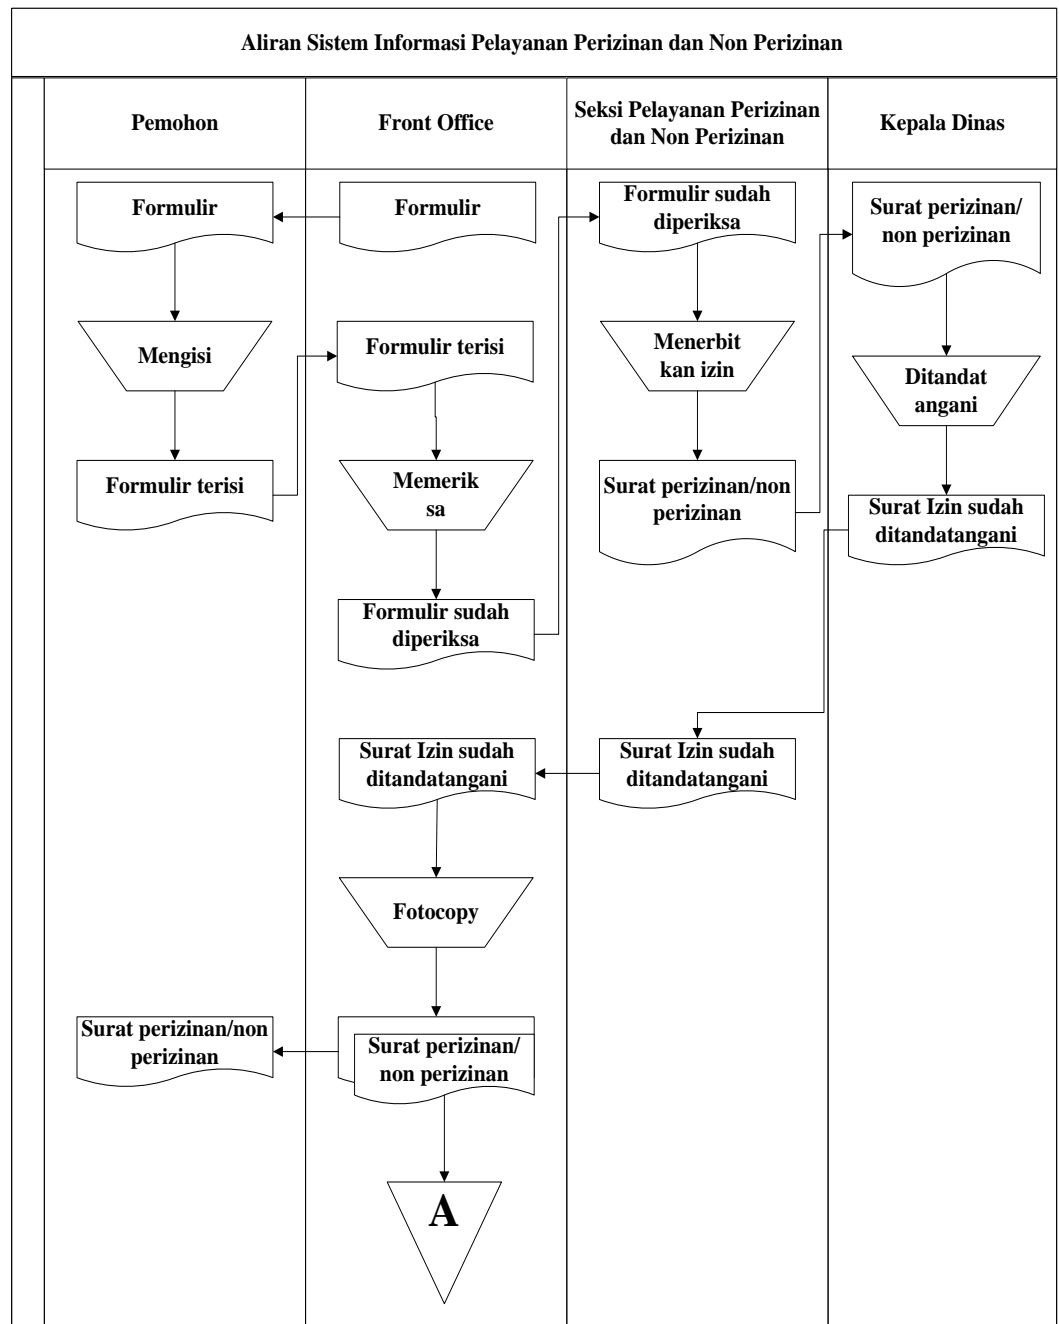 Aliran Sistem Informasi Pelayanan Perizinan dan Non Perizinan
Pemohon
Front Office
Seksi Pelayanan Perizinan
dan Non Perizinan
Kepala Dinas
Formulir
Formulir
Formulir sudah
diperiksa
Surat perizinan/
non perizinan
Mengisi
Formulir terisi
Menerbit
kan izin
Ditandat
angani
Formulir terisi
Memerik
sa
Surat perizinan/non
perizinan
Surat Izin sudah
ditandatangani
Formulir sudah
diperiksa
Surat Izin sudah
ditandatangani
Surat Izin sudah
ditandatangani
Fotocopy
Surat perizinan/non
perizinan
Surat perizinan/
non perizinan
A